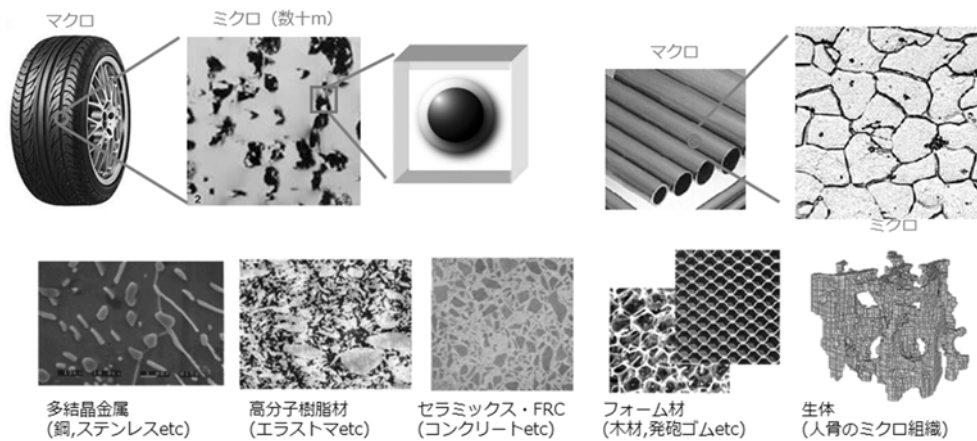 マクロ
ミクロ（数十m）
マクロ
2
ミクロ
多結晶金属
(鋼,ステンレスetc)
高分子樹脂材
(エラストマetc)
セラミックス・FRC
(コンクリートetc)
フォーム材
(木材,発砲ゴムetc)
生体
(人骨のミクロ組織)